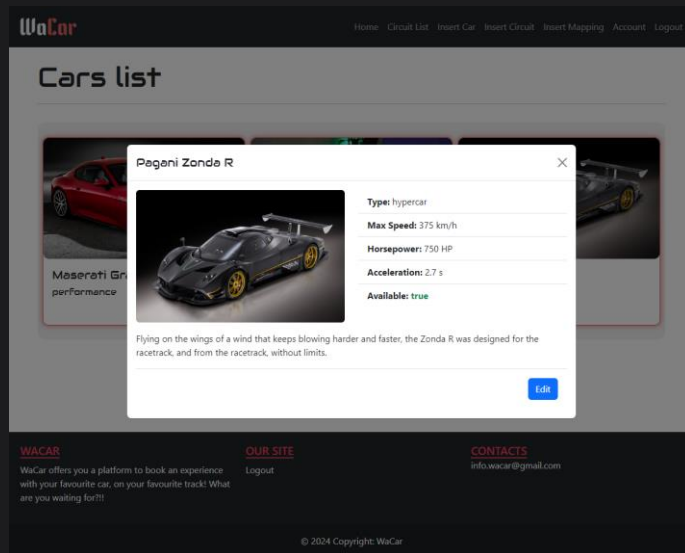 WaCar
Home Circuit List Insert Car Insert Circuit Insert Mapping Account Logout
Cars list
Pagani Zonda R
Type: hypercar
Max Speed: 375 km/h
Horsepower: 750 HP
Acceleration: 2.7 s
Available: true
Maserati Gr
performance
Flying on the wings of a wind that keeps blowing harder and faster, the Zonda R was designed for the
racetrack, and from the racetrack, without limits.
Edit
WACAR
WaCar offers you a platform to book an experience
with your favourite car, on your favourite track! What
are you waiting for?!!
OUR SITE
Logout
CONTACTS
info.wacar@gmail.com
© 2024 Copyright: WaCar